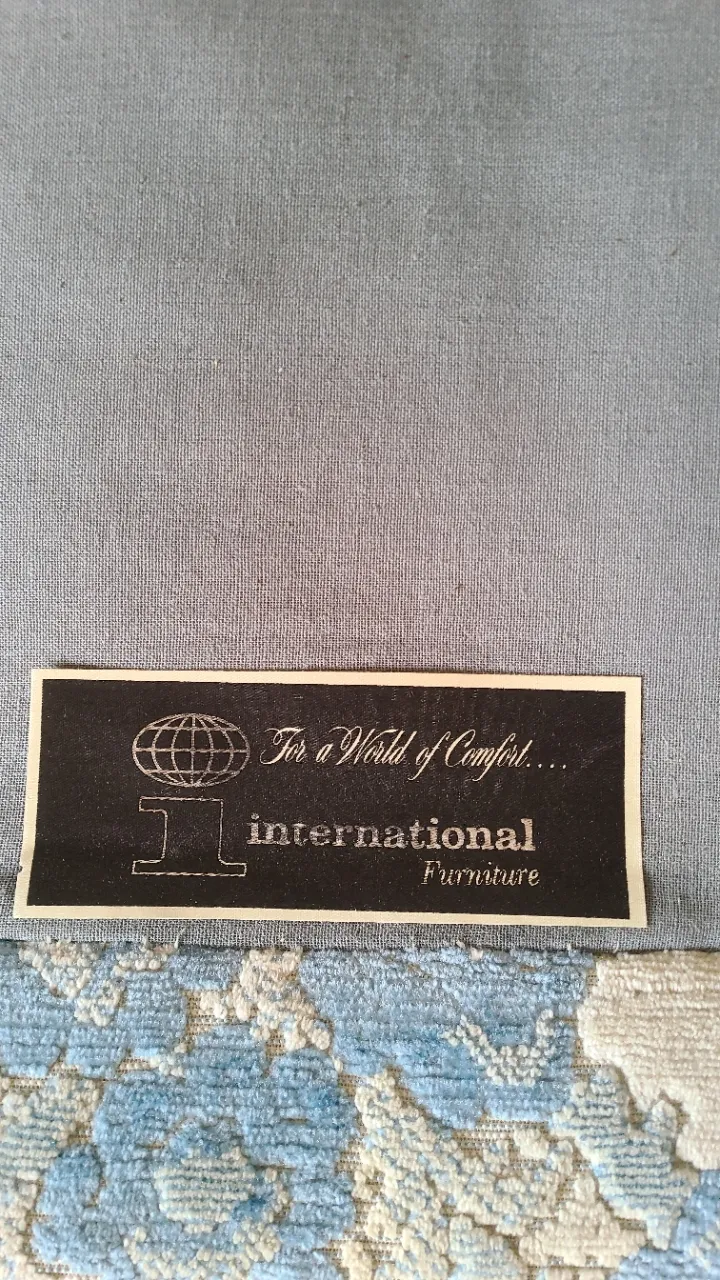 For a World of Comfort....
international
Furniture